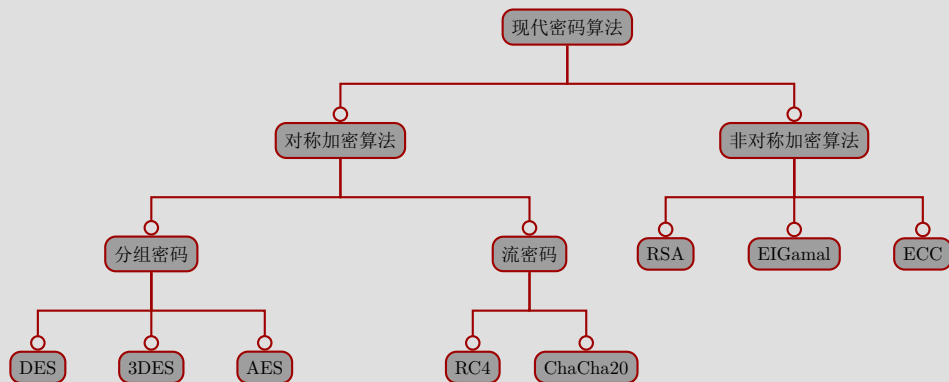 现代密码算法
对称加密算法
非对称加密算法
分组密码
流密码
RSA
EIGamal
ECC
DES
3DES
AES
RC4
ChaCha20